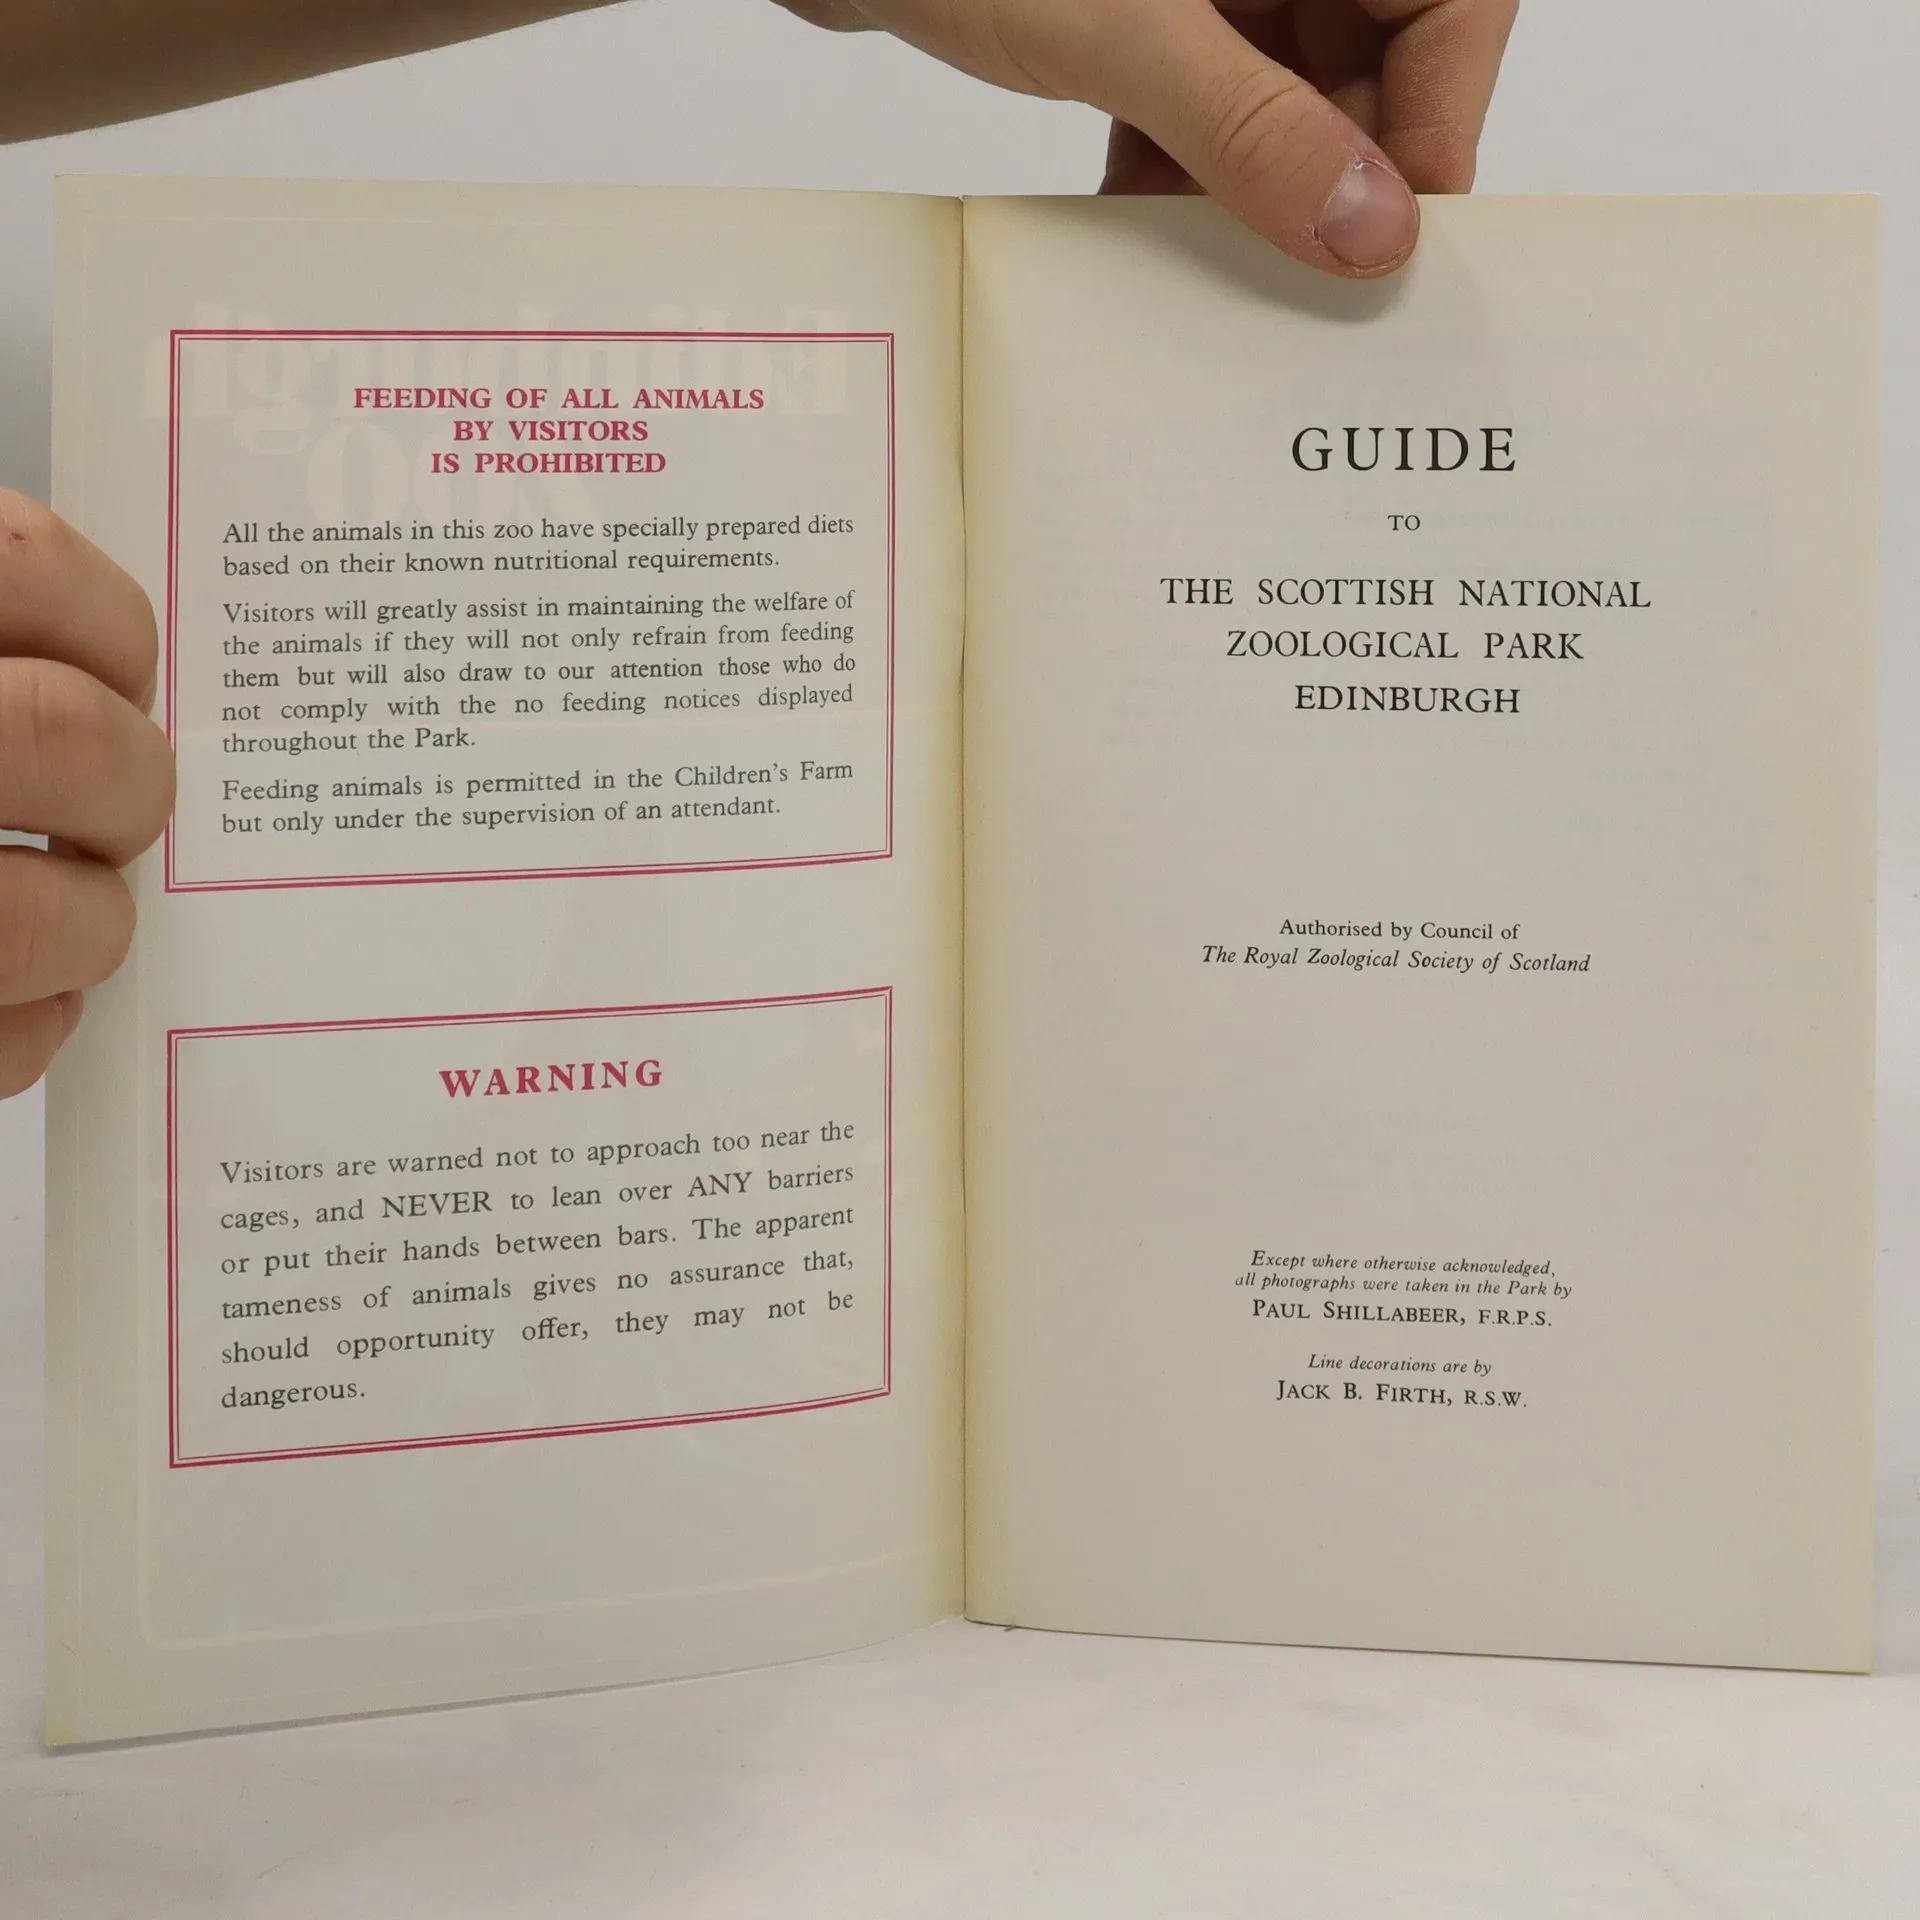 FEEDING OF ALL ANIMALS
BY VISITORS
IS PROHIBITED
All the animals in this zoo have specially prepared diets
based on their known nutritional requirements.
Visitors will greatly assist in maintaining the welfare of
the animals if they will not only refrain from feeding
them but will also draw to our attention those who do
not comply with the no feeding notices displayed
throughout the Park.
Feeding animals is permitted in the Children's Farm
but only under the supervision of an attendant.
WARNING
Visitors are warned not to approach too near the
cages, and NEVER to lean over ANY barriers
or put their hands between bars. The apparent
tameness of animals gives no assurance that,
should opportunity offer, they may not be
dangerous.
GUIDE
TO
THE SCOTTISH NATIONAL
ZOOLOGICAL PARK
EDINBURGH
Authorised by Council of
The Royal Zoological Society of Scotland
Except where otherwise acknowledged,
all photographs were taken in the Park by
PAUL SHILLABEER, F.R.P.S.
Line decorations are by
JACK B. FIRTH, R.S.W.